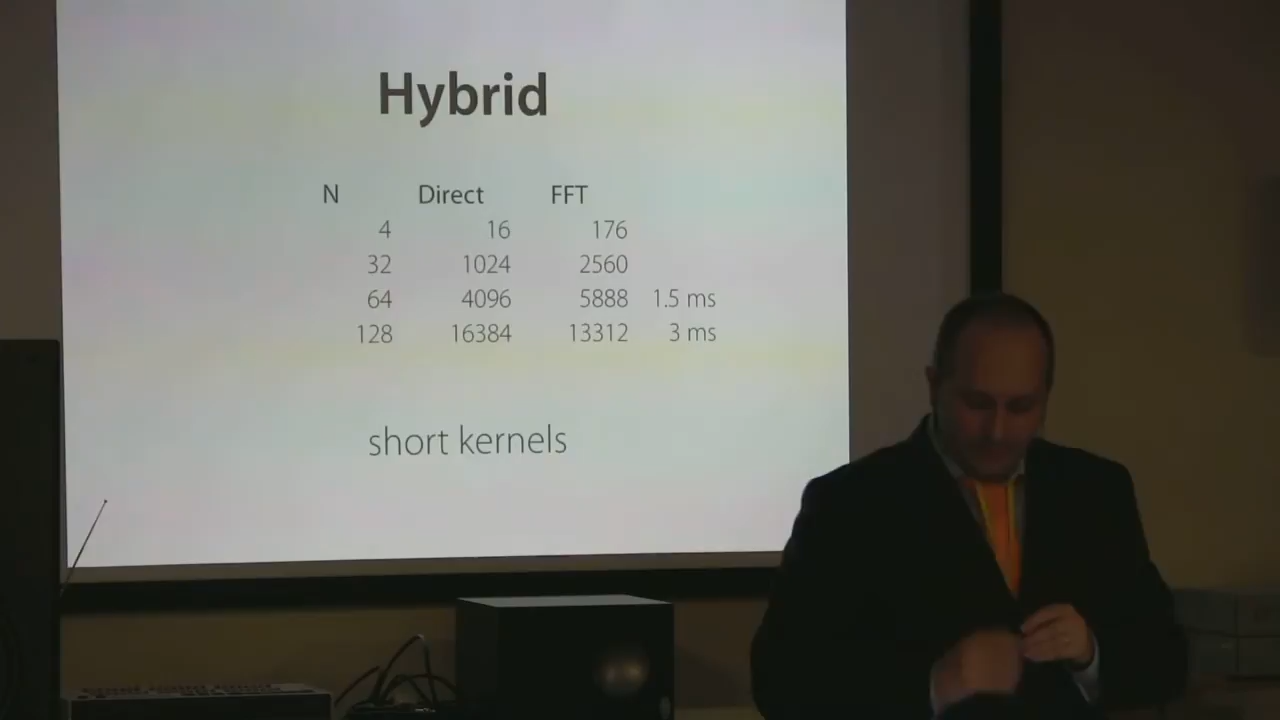 Hybrid
N Direct FFT
4 16 176
32 1024 2560
64 4096 5888 1.5 ms
128 16384 13312 3 ms
short kernels